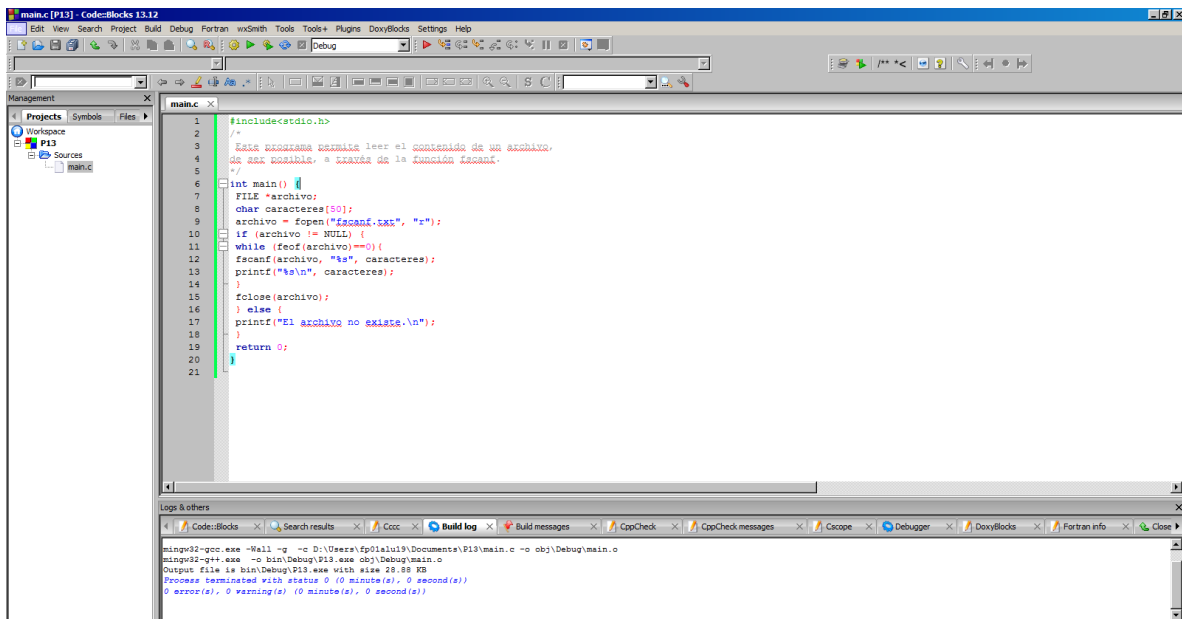 main.c [P13] - Code::Blocks 13.12
Edit View Search Project Build Debug Fortran wxSmith Tools Tools+ Plugins DoxyBlocks Settings Help
Debug
/** *<
S C
Management
main.c
Projects Symbols Files
Workspace
P13
Sources
main.c
1 #include<stdio.h>
2 /*
3 Este programa permite leer el contenido de un archivo,
4 de ser posible, a través de la función fscanf.
5 */
6 int main() {
7 FILE *archivo;
8 char caracteres[50];
9 archivo = fopen("fscanf.txt", "r");
10 if (archivo != NULL) {
11 while (feof(archivo)==0){
12 fscanf(archivo, "%s", caracteres);
13 printf("%s\n", caracteres);
14 }
15 fclose(archivo);
16 } else {
17 printf("El archivo no existe.\n");
18 }
19 return 0;
20 }
21
Logs & others
Code::Blocks Search results Cccc Build log Build messages CppCheck CppCheck messages Cscope Debugger DoxyBlocks Fortran info Close
mingw32-gcc.exe -Wall -g -c D:\Users\fp01alu19\Documents\P13\main.c -o obj\Debug\main.o
mingw32-g++.exe -o bin\Debug\P13.exe obj\Debug\main.o
Output file is bin\Debug\P13.exe with size 28.88 KB
Process terminated with status 0 (0 minute(s), 0 second(s))
0 error(s), 0 warning(s) (0 minute(s), 0 second(s))